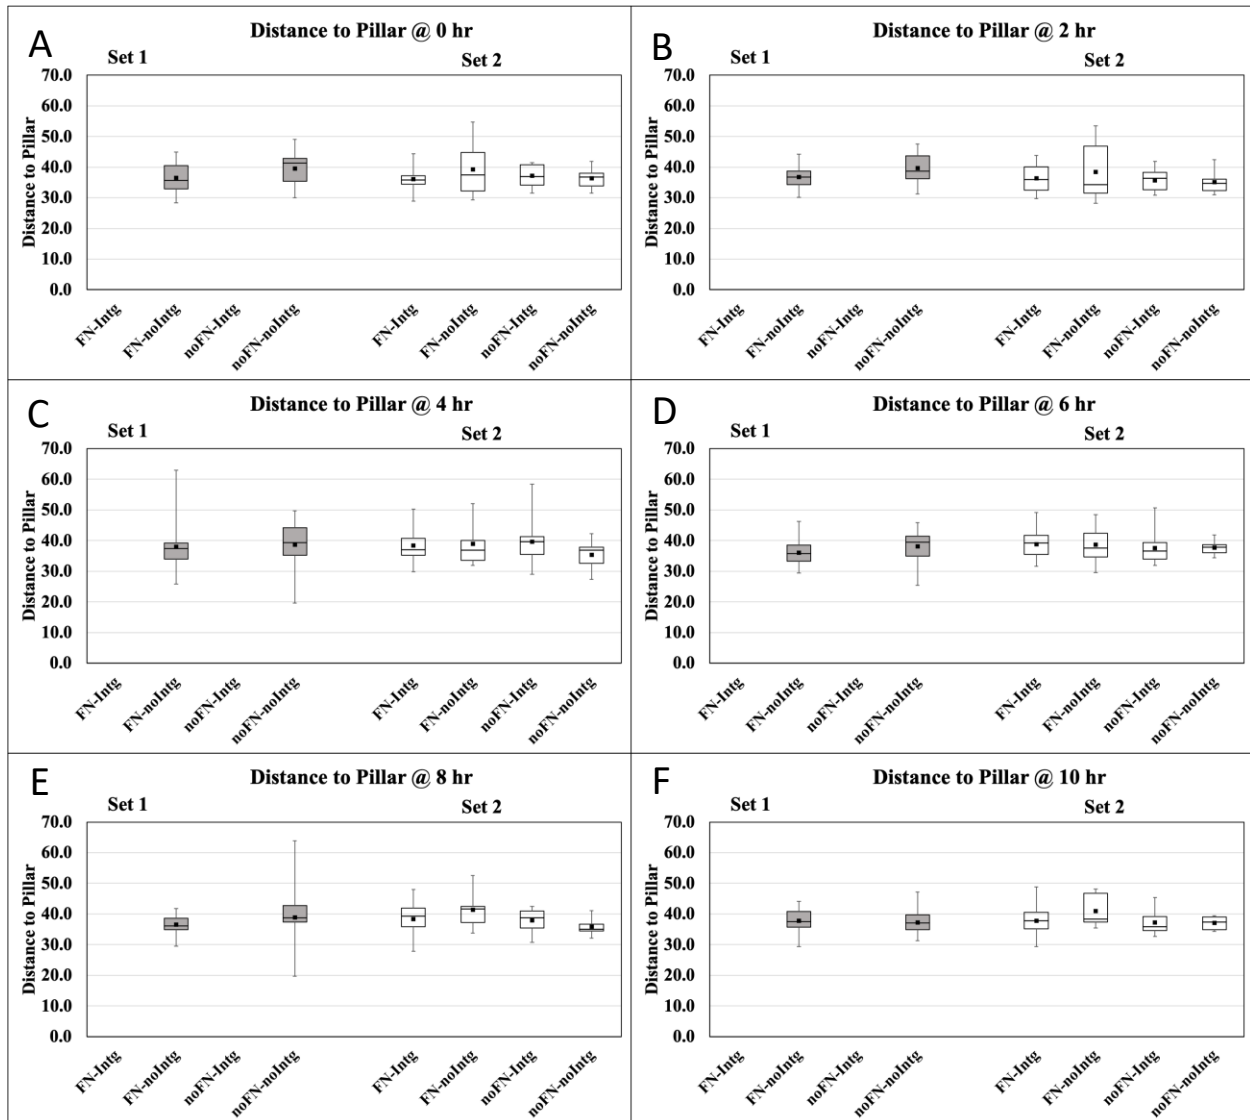 A
Distance to Pillar @ 0 hr
Set 1
Set 2
Distance to Pillar
70.0
60.0
50.0
40.0
30.0
20.0
10.0
0.0
FN-Intg
FN-noIntg
noFN-Intg
noFN-noIntg
FN-Intg
FN-noIntg
noFN-Intg
noFN-noIntg
B
Distance to Pillar @ 2 hr
Set 1
Set 2
Distance to Pillar
70.0
60.0
50.0
40.0
30.0
20.0
10.0
0.0
FN-Intg
FN-noIntg
noFN-Intg
noFN-noIntg
FN-Intg
FN-noIntg
noFN-Intg
noFN-noIntg
C
Distance to Pillar @ 4 hr
Set 1
Set 2
Distance to Pillar
70.0
60.0
50.0
40.0
30.0
20.0
10.0
0.0
FN-Intg
FN-noIntg
noFN-Intg
noFN-noIntg
FN-Intg
FN-noIntg
noFN-Intg
noFN-noIntg
D
Distance to Pillar @ 6 hr
Set 1
Set 2
Distance to Pillar
70.0
60.0
50.0
40.0
30.0
20.0
10.0
0.0
FN-Intg
FN-noIntg
noFN-Intg
noFN-noIntg
FN-Intg
FN-noIntg
noFN-Intg
noFN-noIntg
E
Distance to Pillar @ 8 hr
Set 1
Set 2
Distance to Pillar
70.0
60.0
50.0
40.0
30.0
20.0
10.0
0.0
FN-Intg
FN-noIntg
noFN-Intg
noFN-noIntg
FN-Intg
FN-noIntg
noFN-Intg
noFN-noIntg
F
Distance to Pillar @ 10 hr
Set 1
Set 2
Distance to Pillar
70.0
60.0
50.0
40.0
30.0
20.0
10.0
0.0
FN-Intg
FN-noIntg
noFN-Intg
noFN-noIntg
FN-Intg
FN-noIntg
noFN-Intg
noFN-noIntg